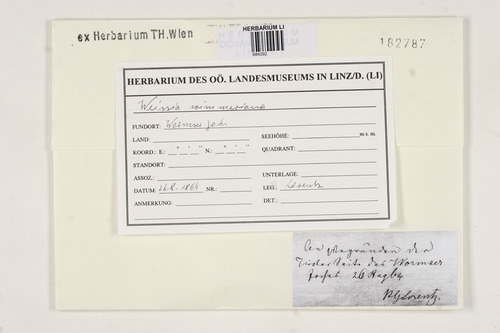 ex Herbarium TH.Wien
HERBARIUM LI
684392
182787
HERBARIUM DES OÖ. LANDESMUSEUMS IN LINZ/D. (LI)
Weissia wimmeriana
FUNDORT: Wormser Joch
LAND:
SEEHÖHE: m s. m.
KOORD.: E.: ° ' " N.: ° ' "
QUADRANT:
STANDORT:
ASSOZ.:
UNTERLAGE:
DATUM: 26.8.1864 NR.:
LEG.: Lorentz
ANMERKUNG:
DET.:
der
Tiroler Seite des Wormser
Joches. 26 Aug 64
P. G. Lorentz.